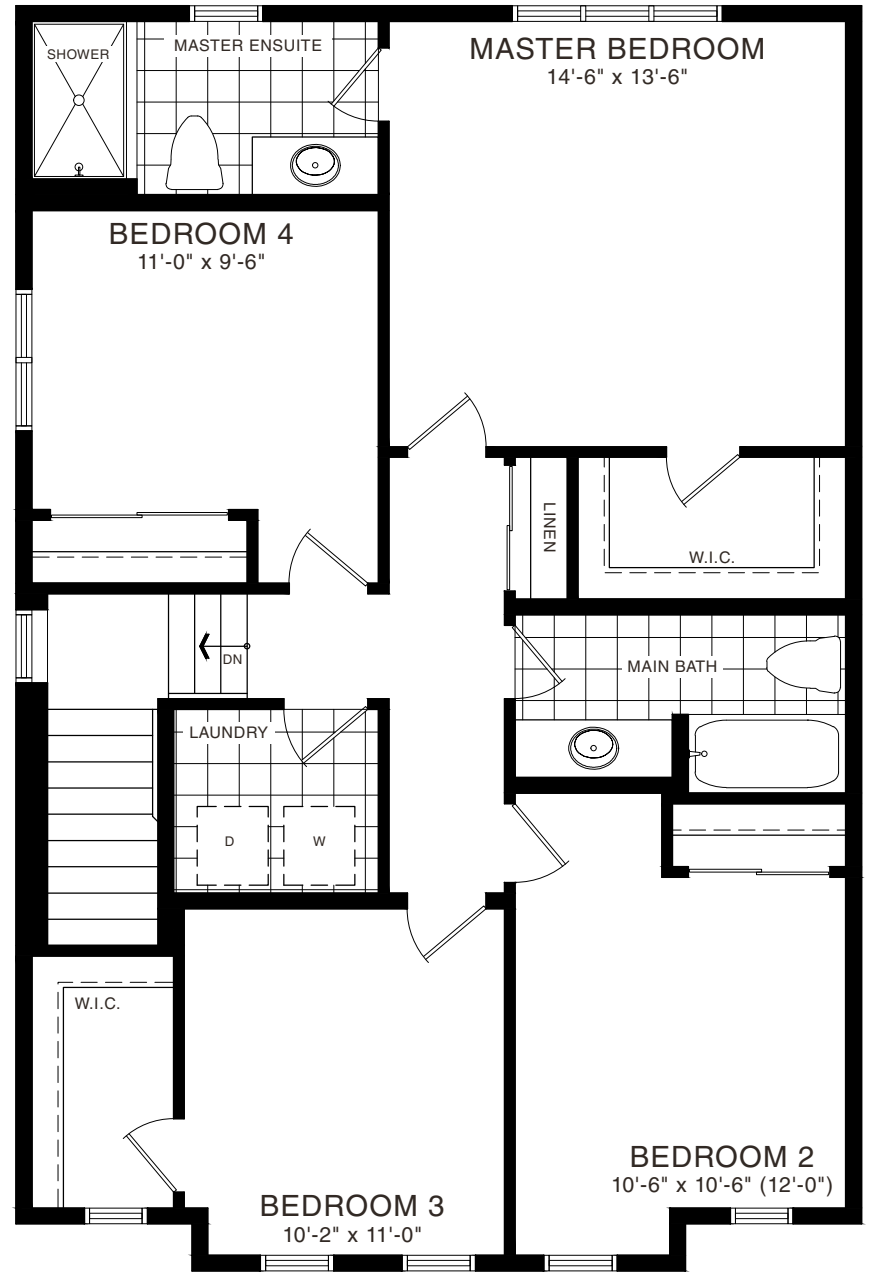 SHOWER
MASTER ENSUITE
MASTER BEDROOM
14'-6" x 13'-6"
BEDROOM 4
11'-0" x 9'-6"
LINEN
W.I.C.
DN
MAIN BATH
LAUNDRY
D
W
W.I.C.
BEDROOM 2
10'-6" x 10'-6" (12'-0")
BEDROOM 3
10'-2" x 11'-0"